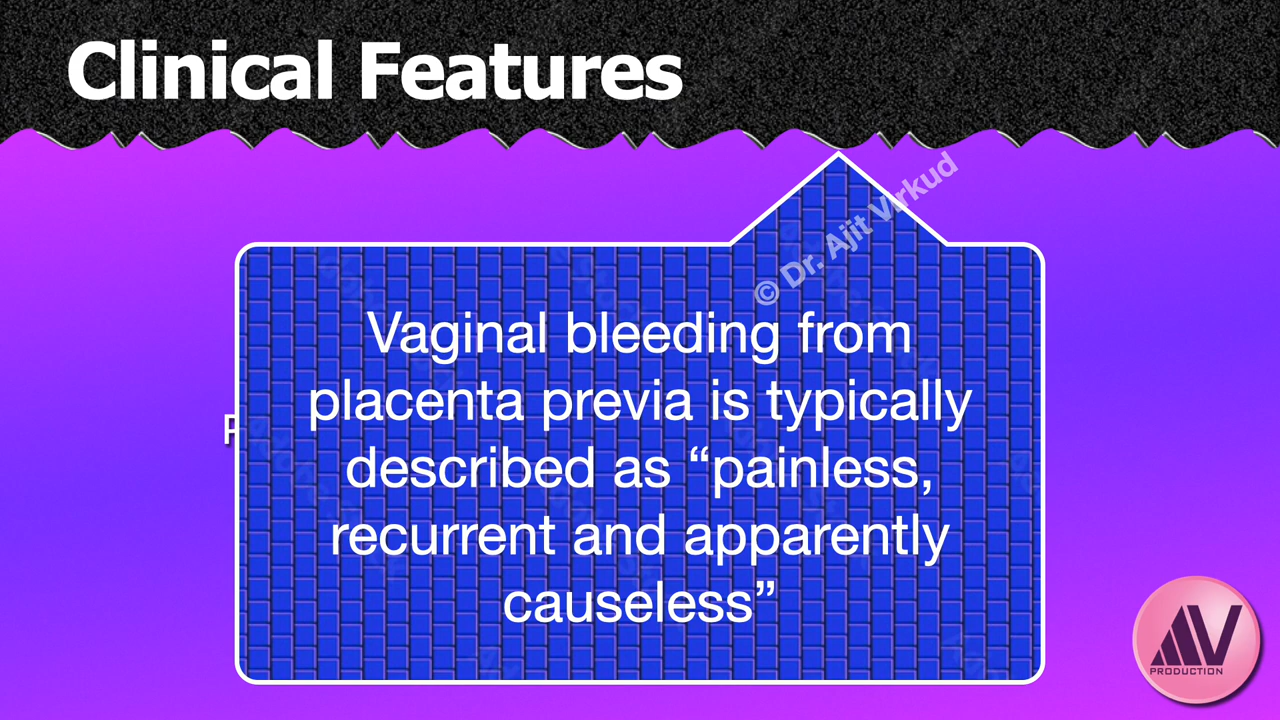 Clinical Features
© Dr. Ajit Virkud
Vaginal bleeding from
placenta previa is typically
described as “painless,
recurrent and apparently
causeless”
AV
PRODUCTION